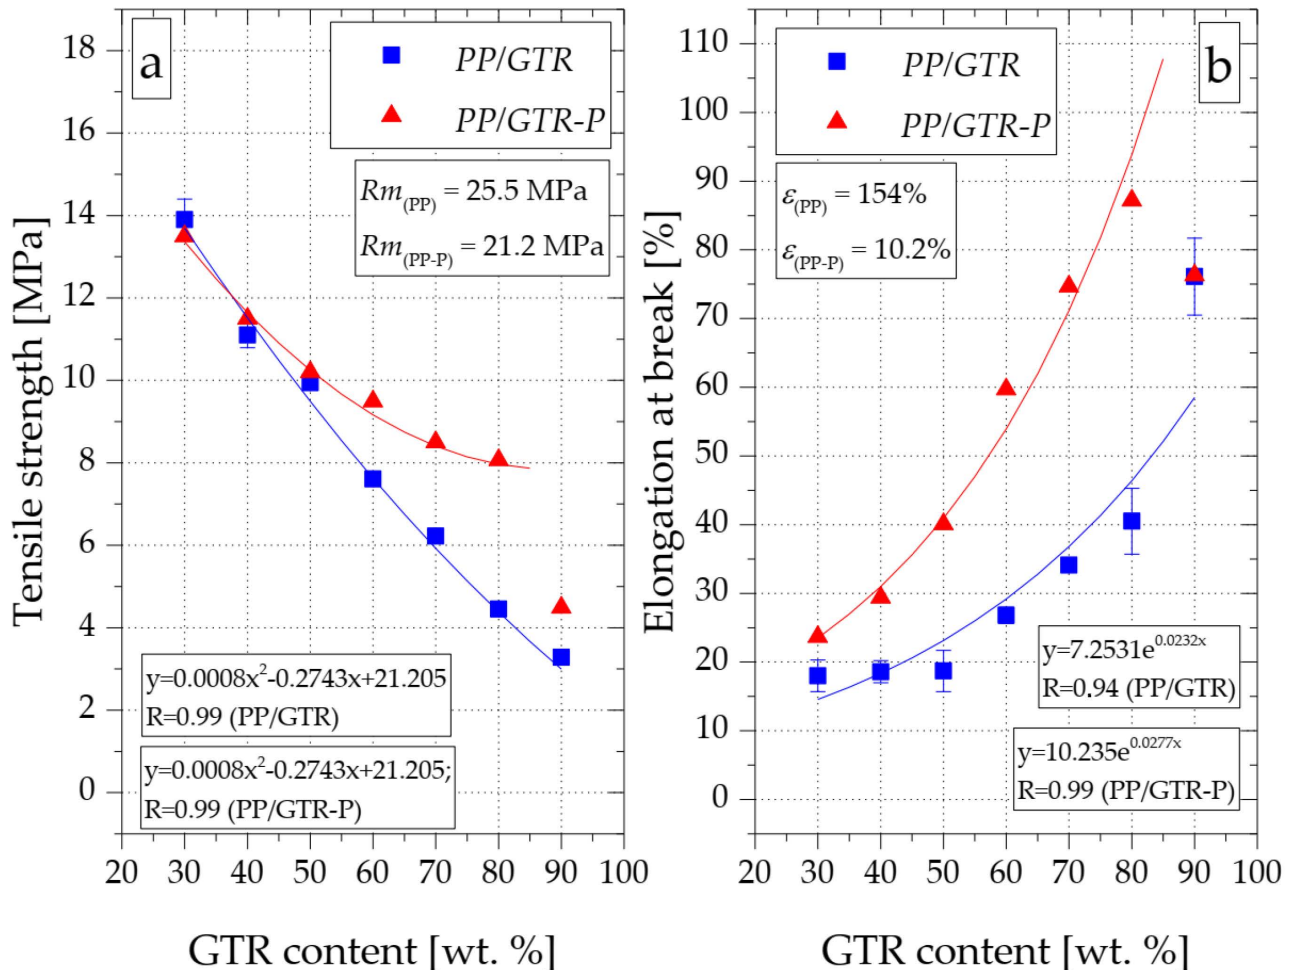 a
PP/GTR
PP/GTR-P
Rm(PP) = 25.5 MPa
Rm(PP-P) = 21.2 MPa
y=0.0008x²-0.2743x+21.205
R=0.99 (PP/GTR)
y=0.0008x²-0.2743x+21.205;
R=0.99 (PP/GTR-P)
Tensile strength [MPa]
18
16
14
12
10
8
6
4
2
0
20 30 40 50 60 70 80 90 100
GTR content [wt. %]
b
PP/GTR
PP/GTR-P
ε(PP) = 154%
ε(PP-P) = 10.2%
y=7.2531e^0.0232x
R=0.94 (PP/GTR)
y=10.235e^0.0277x
R=0.99 (PP/GTR-P)
Elongation at break [%]
110
100
90
80
70
60
50
40
30
20
10
0
20 30 40 50 60 70 80 90 100
GTR content [wt. %]